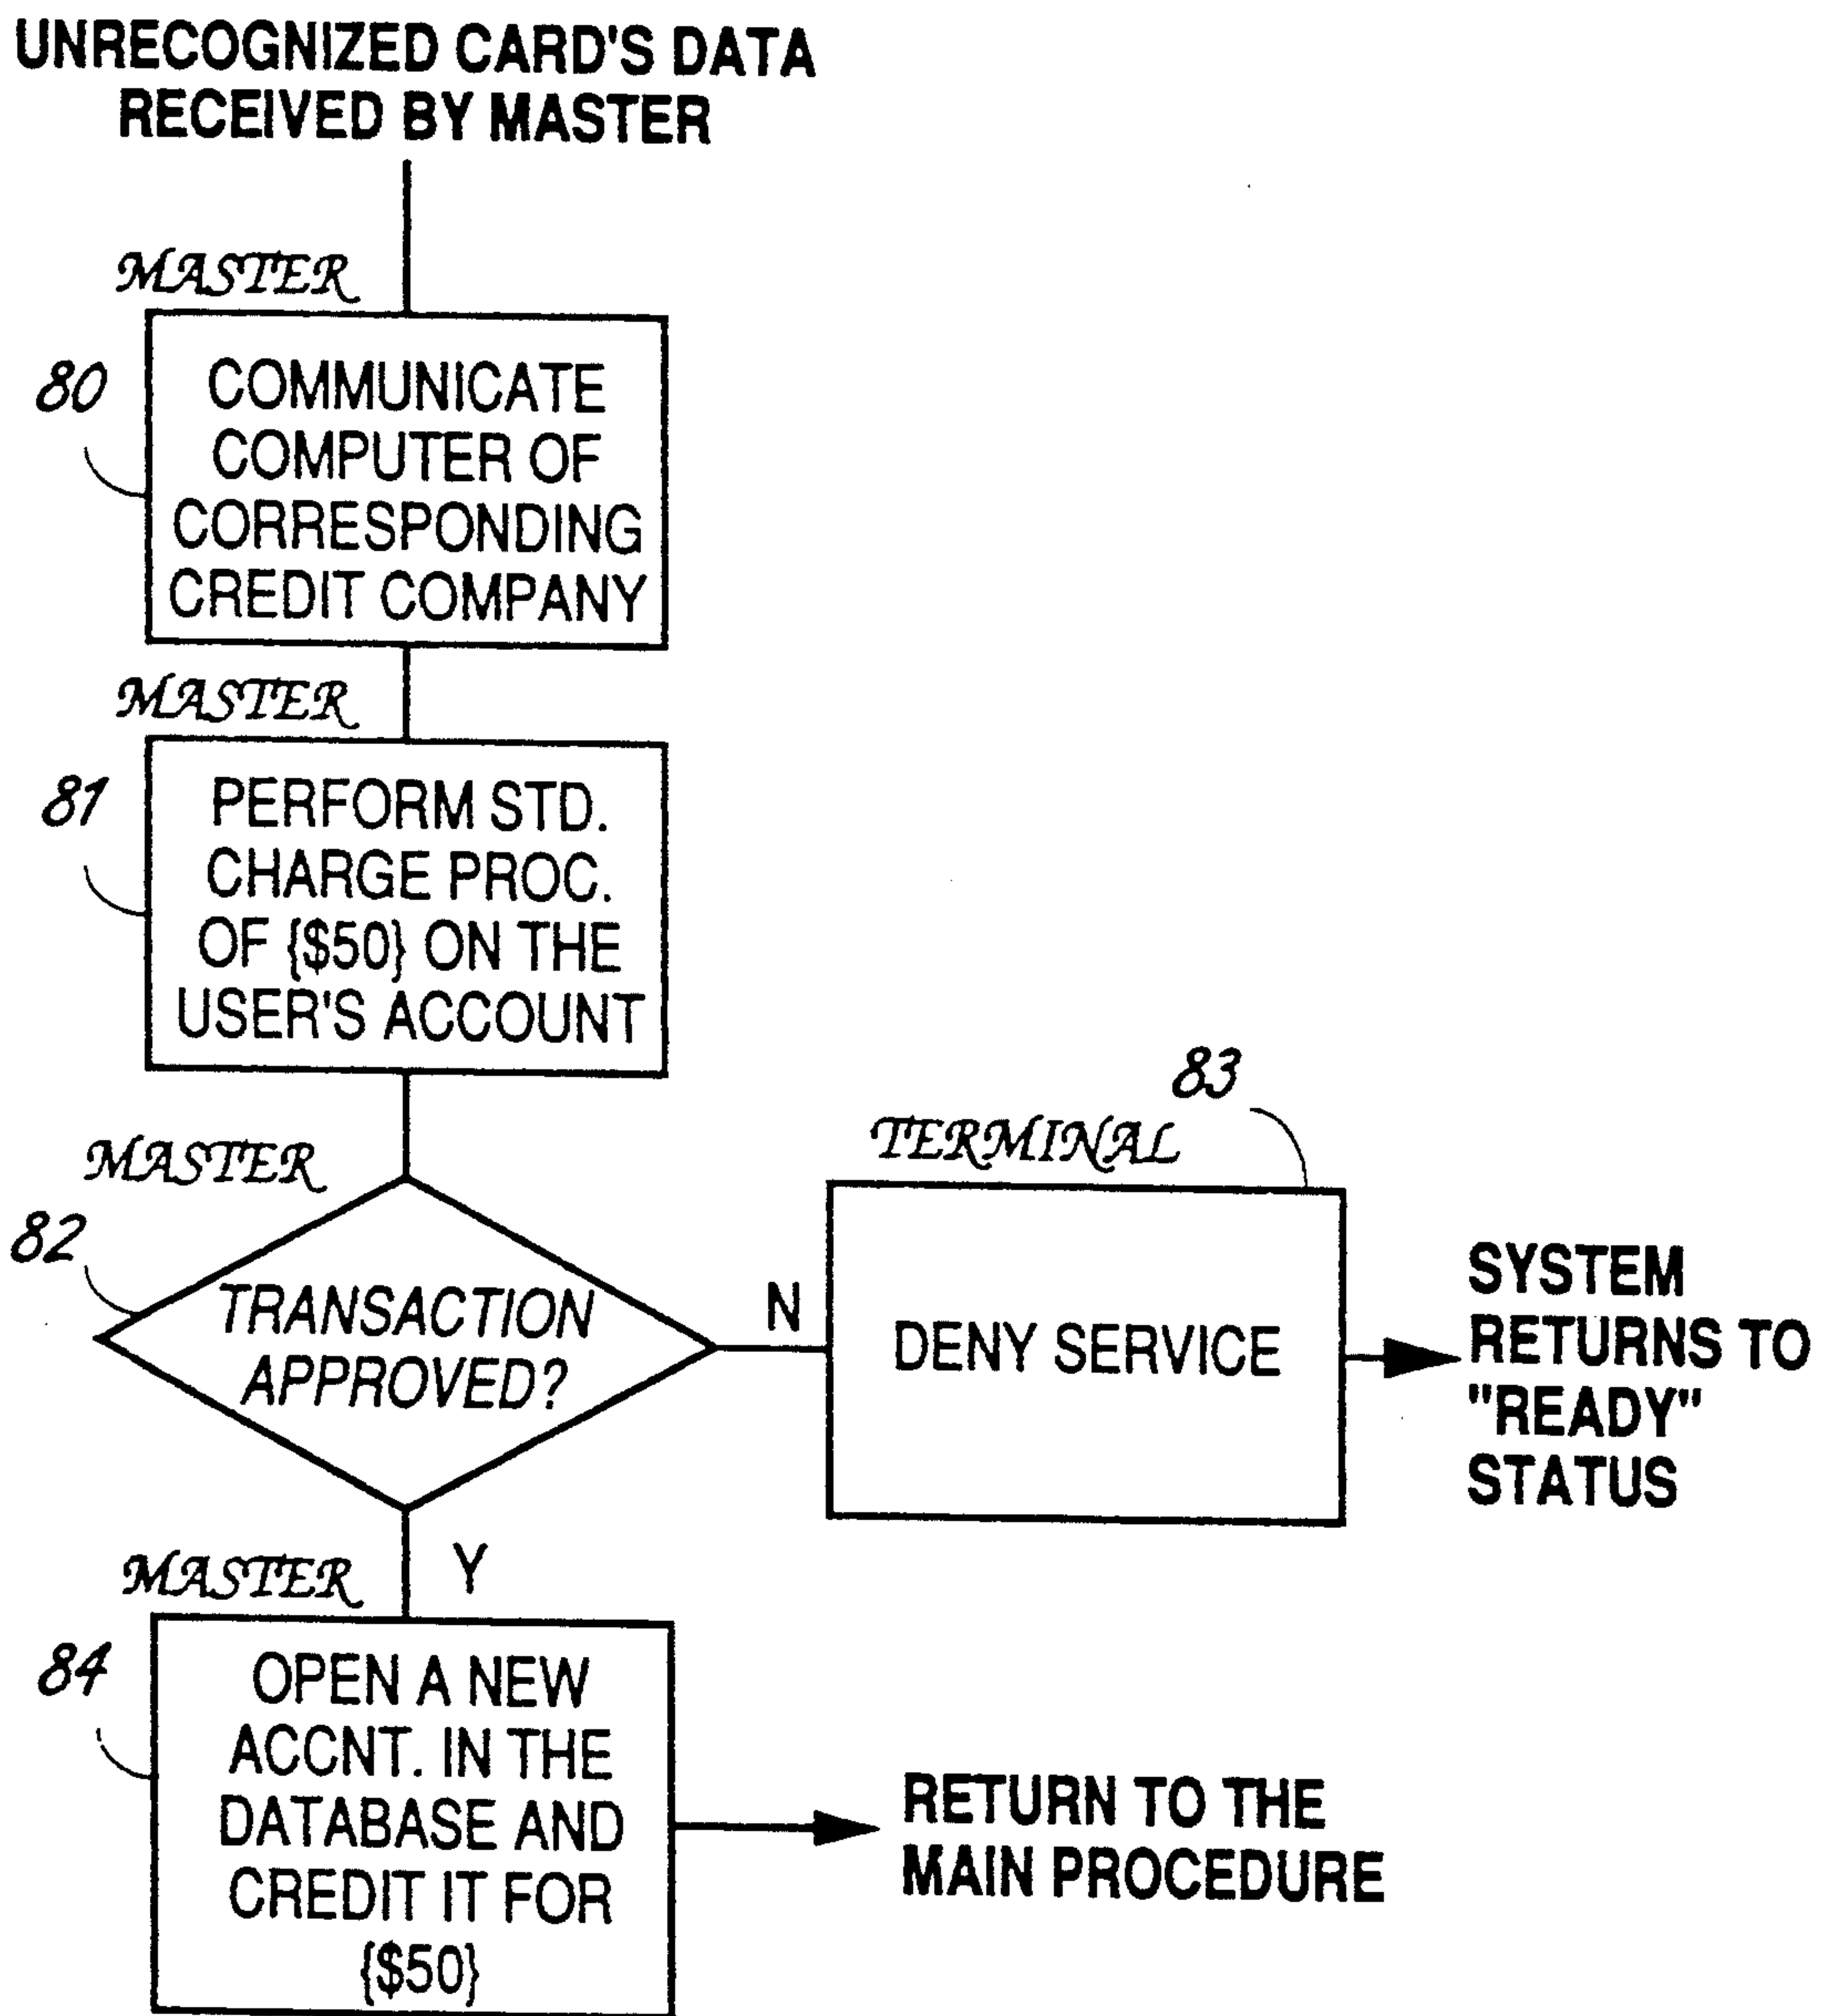 UNRECOGNIZED CARD'S DATA
RECEIVED BY MASTER
MASTER
80
COMMUNICATE
COMPUTER OF
CORRESPONDING
CREDIT COMPANY
MASTER
81
PERFORM STD.
CHARGE PROC.
OF {$50} ON THE
USER'S ACCOUNT
MASTER
82
TRANSACTION
APPROVED?
N
TERMINAL
83
DENY SERVICE
SYSTEM
RETURNS TO
"READY"
STATUS
MASTER
Y
84
OPEN A NEW
ACCNT. IN THE
DATABASE AND
CREDIT IT FOR
{$50}
RETURN TO THE
MAIN PROCEDURE